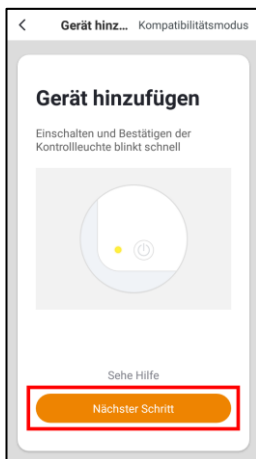 Gerät hinz... Kompatibilitätsmodus
Gerät hinzufügen
Einschalten und Bestätigen der
Kontrollleuchte blinkt schnell
Sehe Hilfe
Nächster Schritt